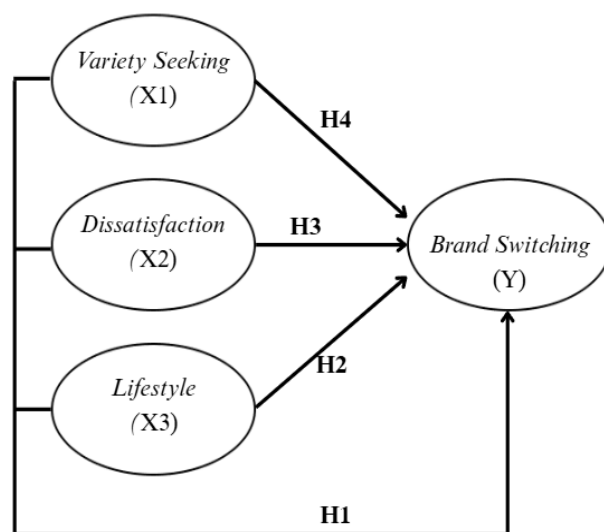 Variety Seeking
(X1)
H4
Dissatisfaction
(X2)
H3
Brand Switching
(Y)
H2
Lifestyle
(X3)
H1